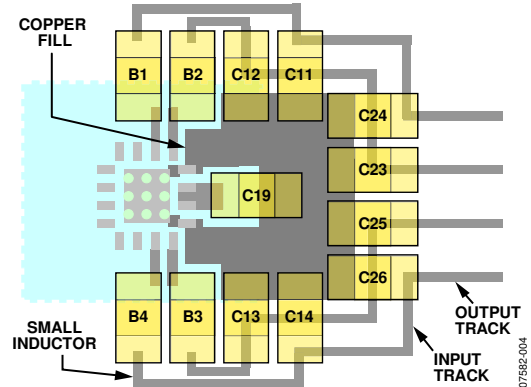 COPPER
FILL
B1
B2
C12
C11
C24
C23
C19
C25
C26
B4
B3
C13
C14
SMALL
INDUCTOR
OUTPUT
TRACK
INPUT
TRACK
07582-004